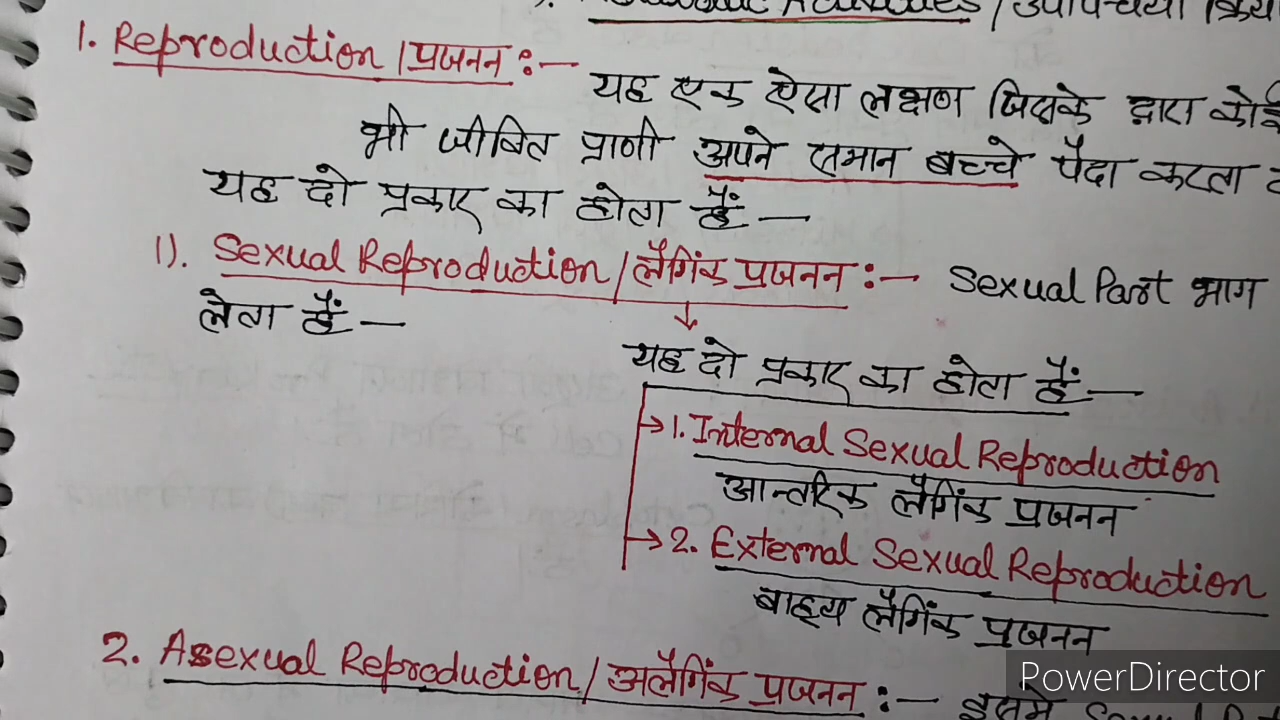 / उपापचयी क्रिया
1. Reproduction / प्रजनन :-
यह एक ऐसा लक्षण जिसके द्वारा कोई
भी जीवित प्राणी अपने समान बच्चे पैदा करता
यह दो प्रकार का होता हैं -
1). Sexual Reproduction / लैगिंक प्रजनन :- Sexual Part भाग
लेता हैं -
↓
यह दो प्रकार का होता हैं -
→ 1. Internal Sexual Reproduction
आन्तरिक लैगिंक प्रजनन
→ 2. External Sexual Reproduction
बाह्य लैगिंक प्रजनन
2. Asexual Reproduction / अलैगिंक प्रजनन :- इसमे
PowerDirector